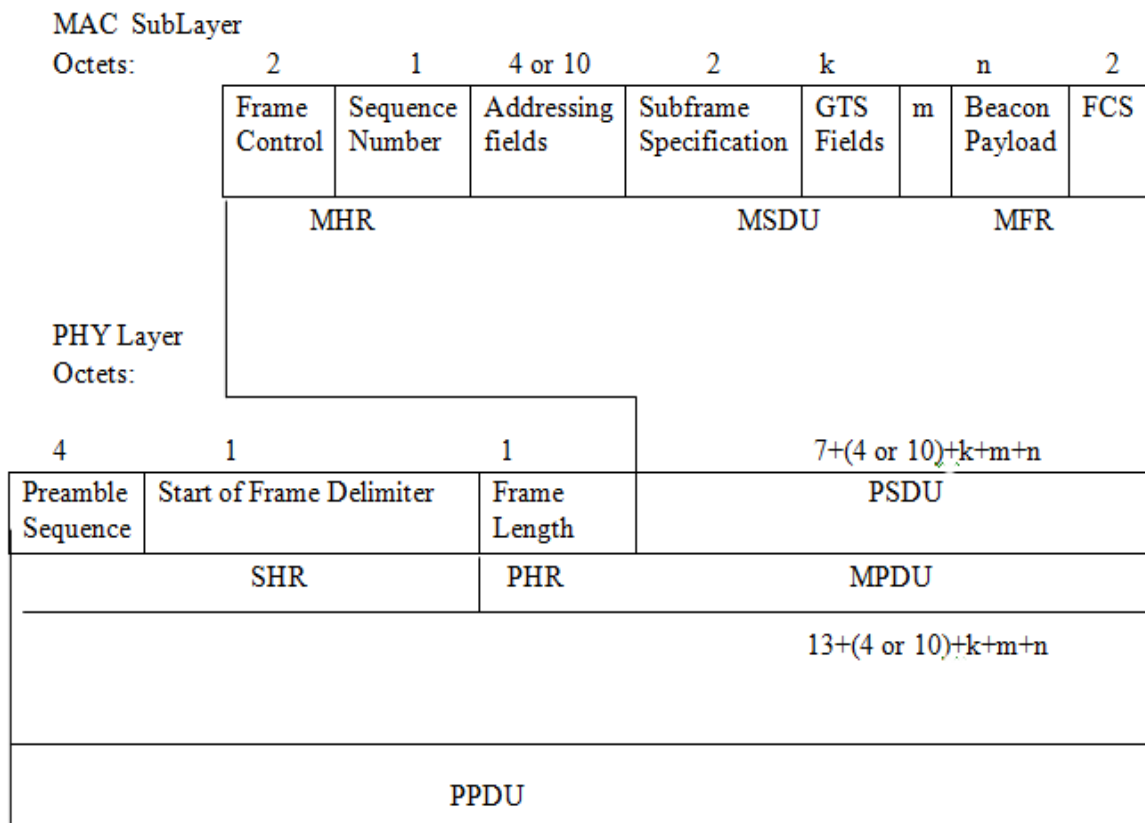 MAC SubLayer
Octets: 2 1 4 or 10 2 k n 2
Frame Control Sequence Number Addressing fields Subframe Specification GTS Fields m Beacon Payload FCS
MHR MSDU MFR
PHY Layer
Octets:
4 1 1 7+(4 or 10)+k+m+n
Preamble Sequence Start of Frame Delimiter Frame Length PSDU
SHR PHR MPDU
13+(4 or 10)+k+m+n
PPDU